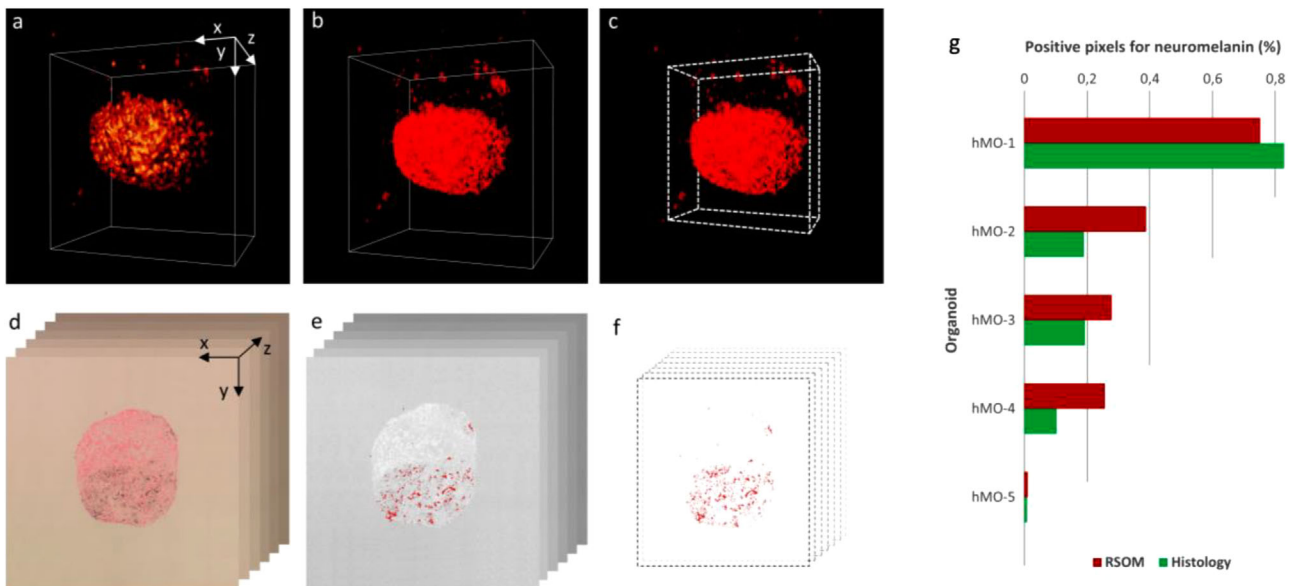 a
x
z
y
b
c
g
Positive pixels for neuromelanin (%)
0 0,2 0,4 0,6 0,8
hMO-1
hMO-2
hMO-3
hMO-4
hMO-5
Organoid
RSOM Histology
d
x
z
y
e
f